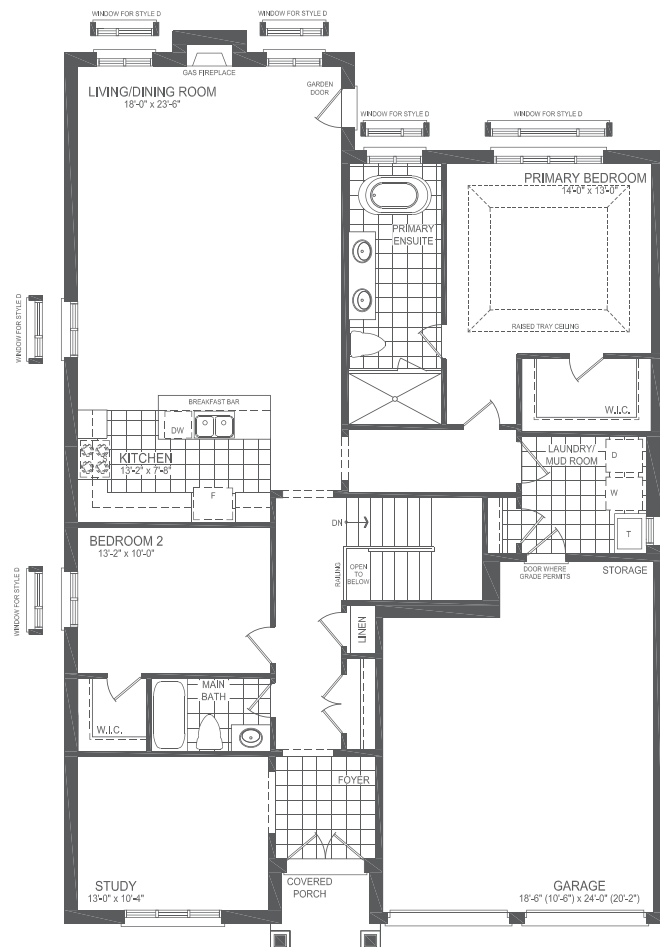 WINDOW FOR STYLE D
WINDOW FOR STYLE D
GAS FIREPLACE
LIVING/DINING ROOM
18'-0" x 23'-6"
GARDEN
DOOR
WINDOW FOR STYLE D
WINDOW FOR STYLE D
PRIMARY BEDROOM
14'-0" x 13'-0"
PRIMARY
ENSUITE
WINDOW FOR STYLE D
RAISED TRAY CEILING
BREAKFAST BAR
DW
W.I.C.
KITCHEN
13'-2" x 7'-8"
F
LAUNDRY/
MUD ROOM
D
W
T
DN
BEDROOM 2
13'-2" x 10'-0"
WINDOW FOR STYLE D
RAILING
OPEN
TO
BELOW
DOOR WHERE
GRADE PERMITS
STORAGE
LINEN
MAIN
BATH
W.I.C.
FOYER
STUDY
13'-0" x 10'-4"
COVERED
PORCH
GARAGE
18'-6" (10'-6") x 24'-0" (20'-2")